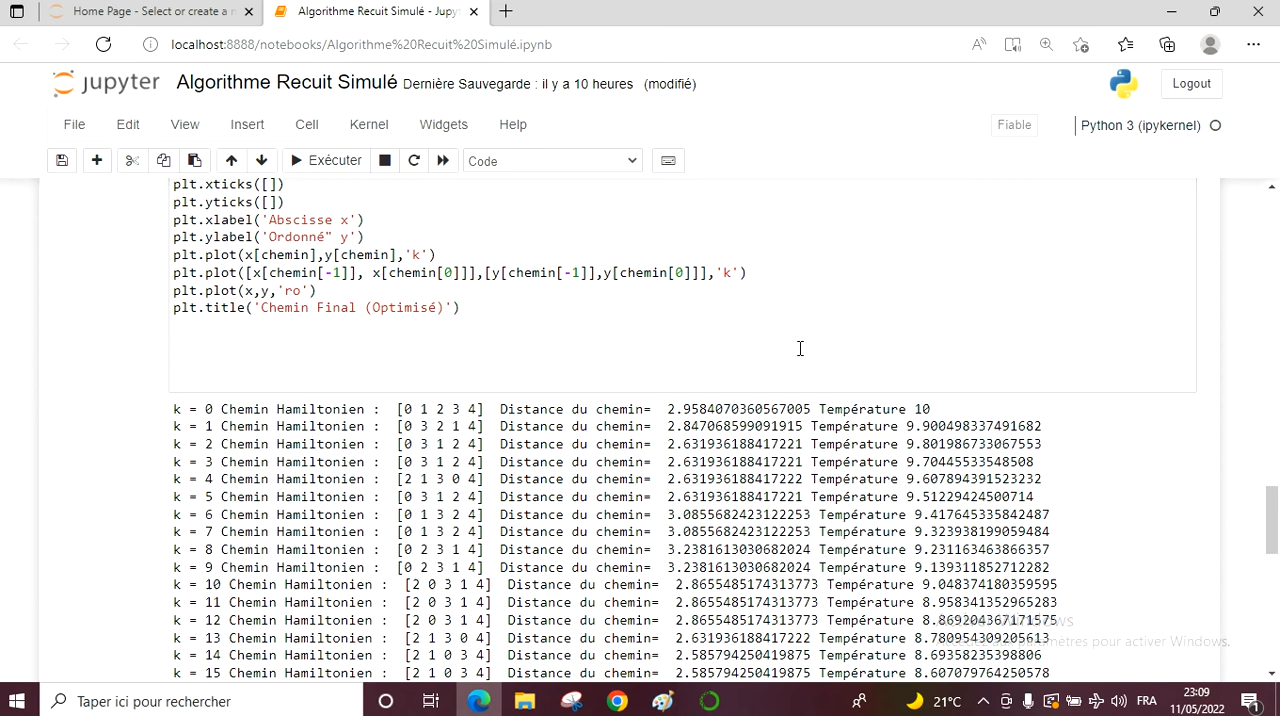 Home Page - Select or create a n
Algorithme Recuit Simulé - Jupyt
localhost:8888/notebooks/Algorithme%20Recuit%20Simulé.ipynb
jupyter Algorithme Recuit Simulé Dernière Sauvegarde : il y a 10 heures (modifié) Logout
File Edit View Insert Cell Kernel Widgets Help Fiable Python 3 (ipykernel)
Exécuter Code
plt.xticks([])
plt.yticks([])
plt.xlabel('Abscisse x')
plt.ylabel('Ordonné" y')
plt.plot(x[chemin],y[chemin],'k')
plt.plot([x[chemin[-1]], x[chemin[0]]],[y[chemin[-1]],y[chemin[0]]],'k')
plt.plot(x,y,'ro')
plt.title('Chemin Final (Optimisé)')
k = 0 Chemin Hamiltonien : [0 1 2 3 4] Distance du chemin= 2.9584070360567005 Température 10
k = 1 Chemin Hamiltonien : [0 3 2 1 4] Distance du chemin= 2.847068599091915 Température 9.900498337491682
k = 2 Chemin Hamiltonien : [0 3 1 2 4] Distance du chemin= 2.631936188417221 Température 9.801986733067553
k = 3 Chemin Hamiltonien : [0 3 1 2 4] Distance du chemin= 2.631936188417221 Température 9.70445533548508
k = 4 Chemin Hamiltonien : [2 1 3 0 4] Distance du chemin= 2.631936188417222 Température 9.607894391523232
k = 5 Chemin Hamiltonien : [0 3 1 2 4] Distance du chemin= 2.631936188417221 Température 9.51229424500714
k = 6 Chemin Hamiltonien : [0 1 3 2 4] Distance du chemin= 3.0855682423122253 Température 9.417645335842487
k = 7 Chemin Hamiltonien : [0 1 3 2 4] Distance du chemin= 3.0855682423122253 Température 9.323938199059484
k = 8 Chemin Hamiltonien : [0 2 3 1 4] Distance du chemin= 3.2381613030682024 Température 9.231163463866357
k = 9 Chemin Hamiltonien : [0 2 3 1 4] Distance du chemin= 3.2381613030682024 Température 9.139311852712282
k = 10 Chemin Hamiltonien : [2 0 3 1 4] Distance du chemin= 2.8655485174313773 Température 9.048374180359595
k = 11 Chemin Hamiltonien : [2 0 3 1 4] Distance du chemin= 2.8655485174313773 Température 8.958341352965283
k = 12 Chemin Hamiltonien : [2 0 3 1 4] Distance du chemin= 2.8655485174313773 Température 8.869204367171575
k = 13 Chemin Hamiltonien : [2 1 3 0 4] Distance du chemin= 2.631936188417222 Température 8.780954309205613
k = 14 Chemin Hamiltonien : [2 1 0 3 4] Distance du chemin= 2.585794250419875 Température 8.69358235398806
k = 15 Chemin Hamiltonien : [2 1 0 3 4] Distance du chemin= 2.585794250419875 Température 8.607079764250578
pour activer Windows.
Taper ici pour rechercher
21°C FRA 23:09
11/05/2022
1